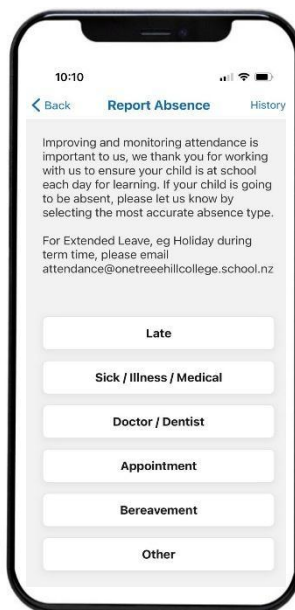 10:10
Back Report Absence History
Improving and monitoring attendance is
important to us, we thank you for working
with us to ensure your child is at school
each day for learning. If your child is going
to be absent, please let us know by
selecting the most accurate absence type.
For Extended Leave, eg Holiday during
term time, please email
attendance@onetreeehillcollege.school.nz
Late
Sick / Illness / Medical
Doctor / Dentist
Appointment
Bereavement
Other